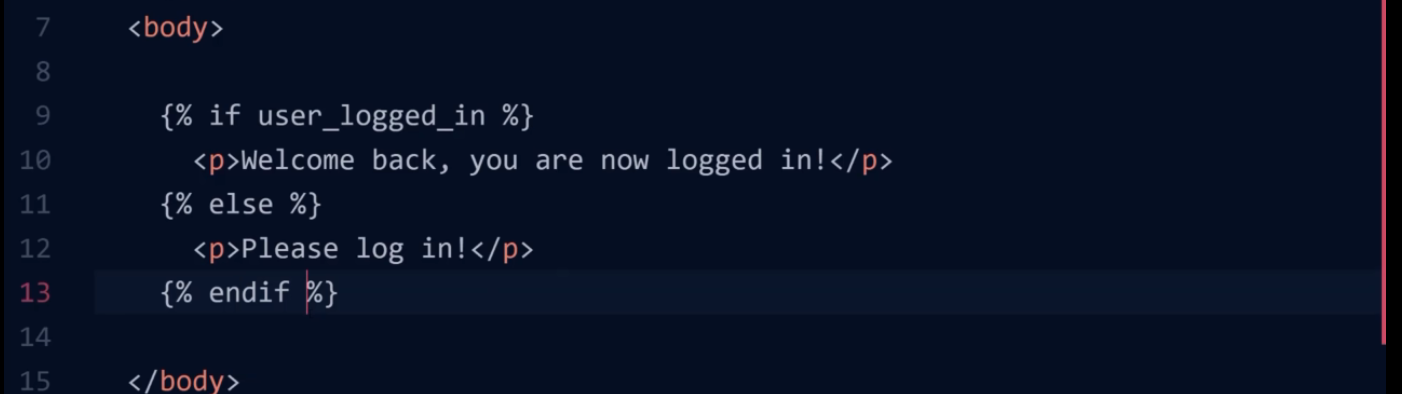 7 <body>
8
9 {% if user_logged_in %}
10 <p>Welcome back, you are now logged in!</p>
11 {% else %}
12 <p>Please log in!</p>
13 {% endif %}
14
15 </body>